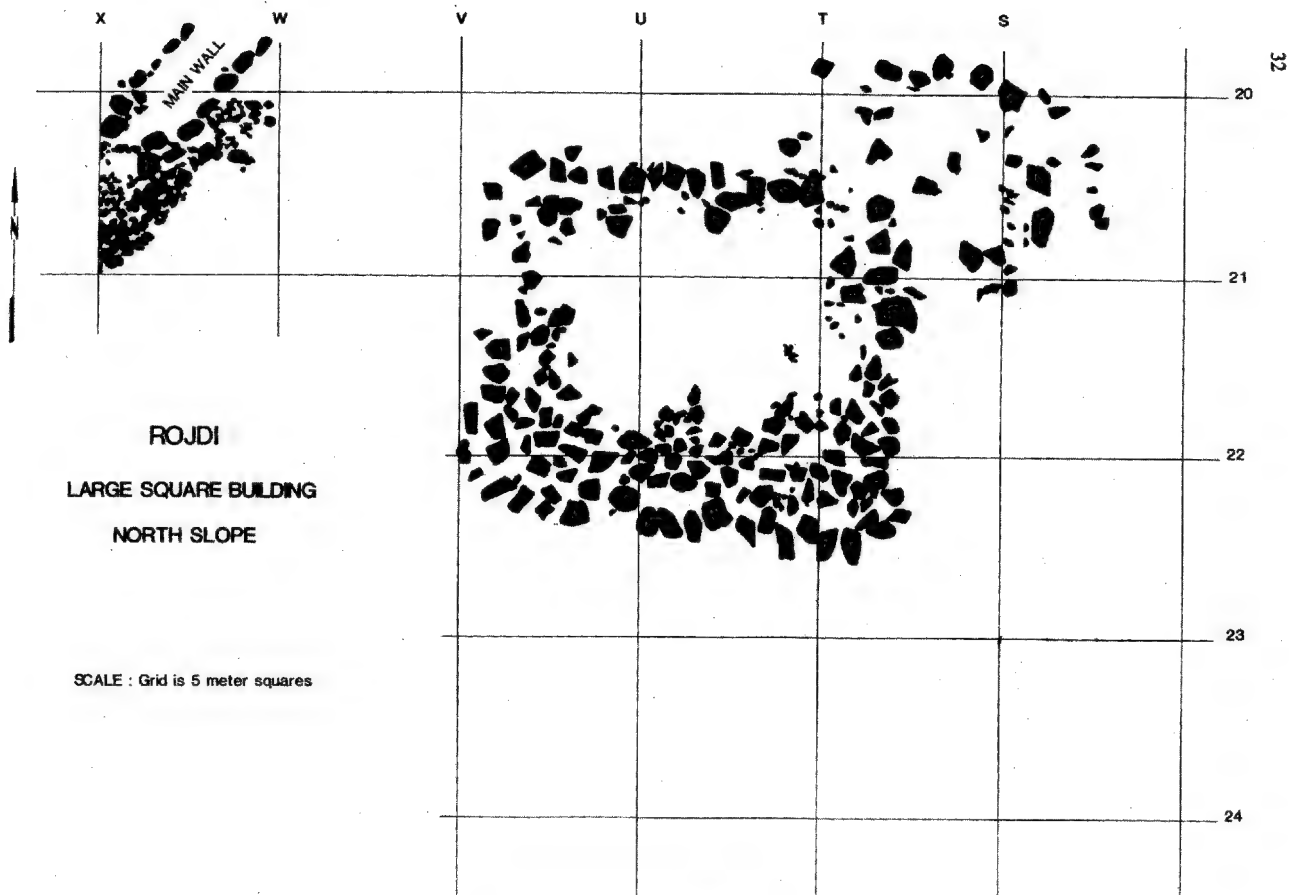 X W V U T S
32
MAIN WALL
20
N
21
ROJDI
22
LARGE SQUARE BUILDING
NORTH SLOPE
23
SCALE : Grid is 5 meter squares
24